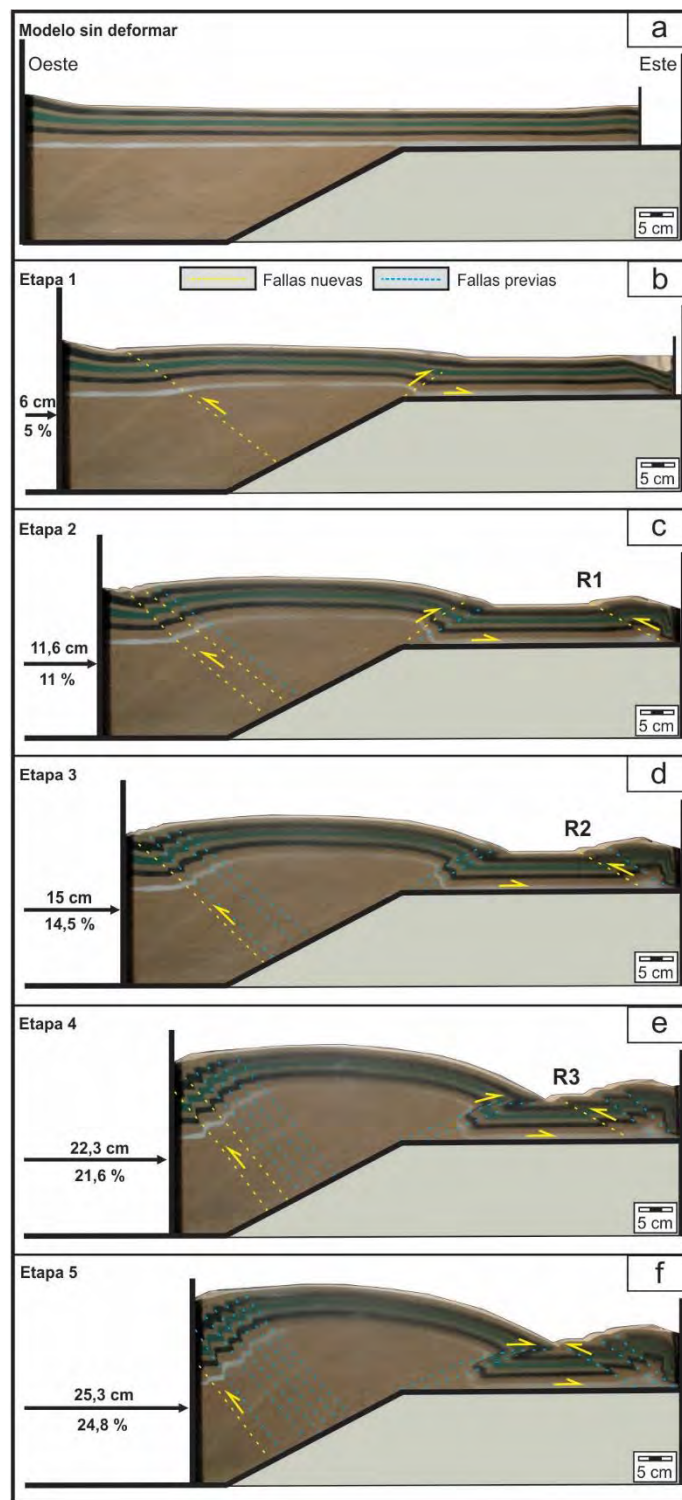 Modelo sin deformar
a
Oeste
Este
5 cm
Etapa 1
Fallas nuevas
Fallas previas
b
6 cm
5 %
5 cm
Etapa 2
c
R1
11,6 cm
11 %
5 cm
Etapa 3
d
R2
15 cm
14,5 %
5 cm
Etapa 4
e
R3
22,3 cm
21,6 %
5 cm
Etapa 5
f
25,3 cm
24,8 %
5 cm